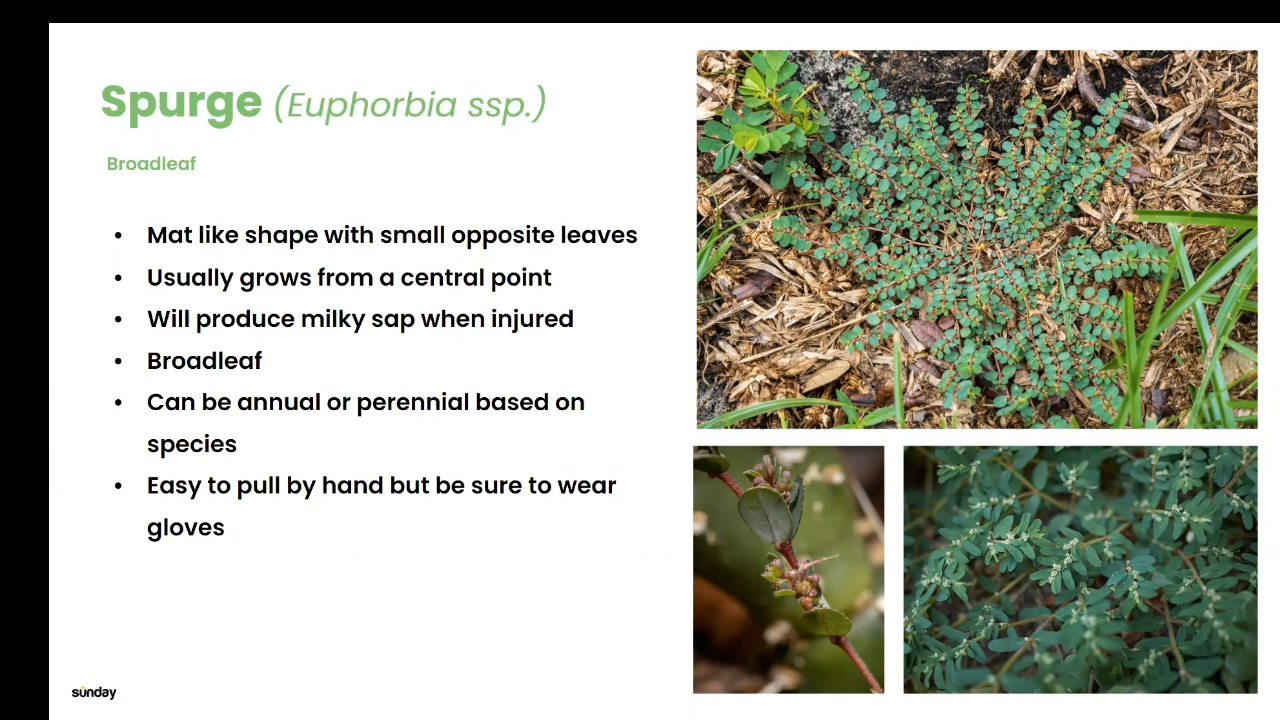 Spurge (Euphorbia ssp.)
Broadleaf
• Mat like shape with small opposite leaves
• Usually grows from a central point
• Will produce milky sap when injured
• Broadleaf
• Can be annual or perennial based on
species
• Easy to pull by hand but be sure to wear
gloves
sunday